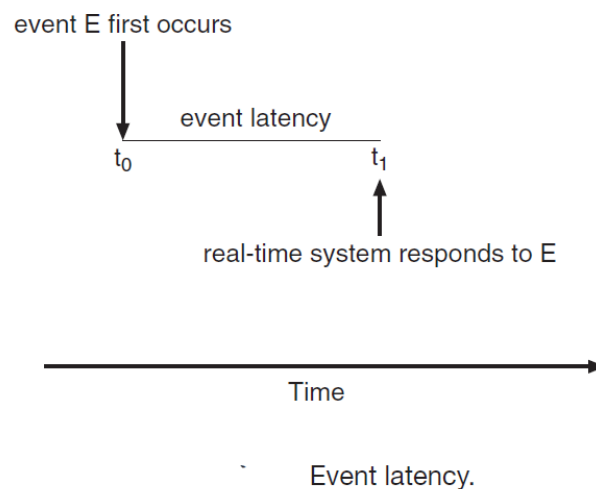 event E first occurs
event latency
t₀ t₁
real-time system responds to E
Time
Event latency.